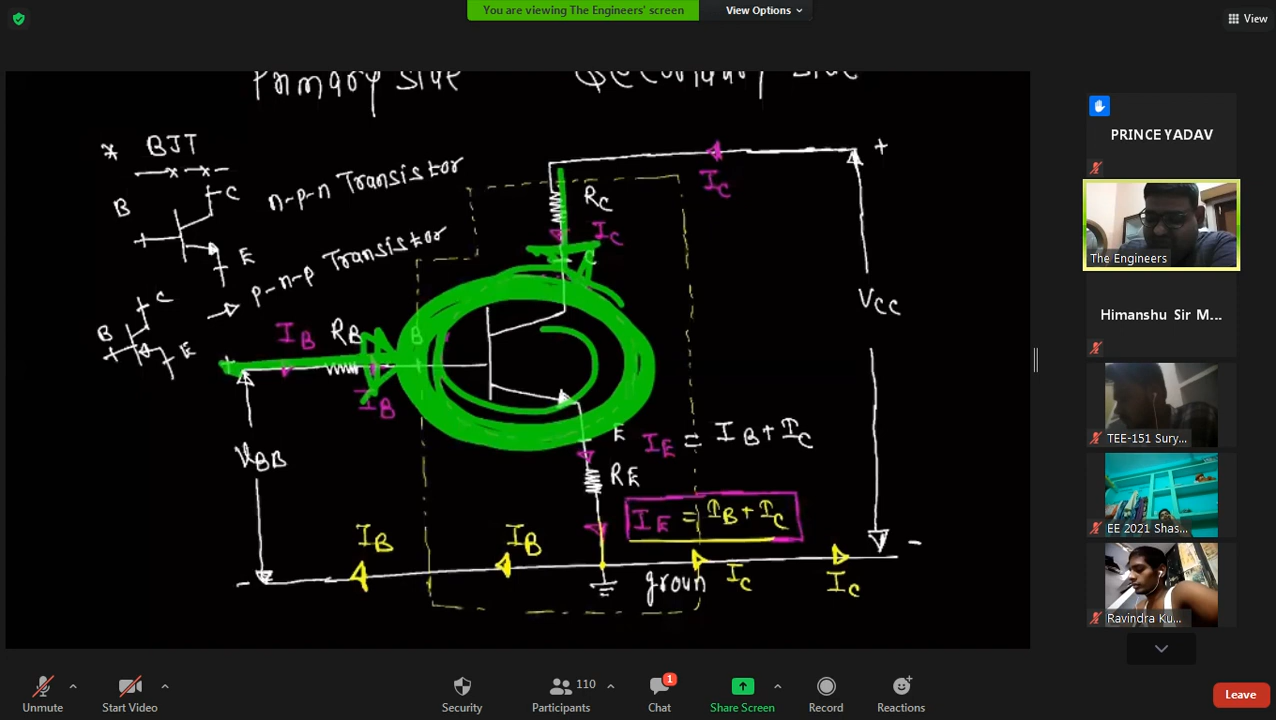 You are viewing The Engineers' screen
View Options
View
Primary Side
Secondary Side
* BJT
B
C
E
n-p-n Transistor
p-n-p Transistor
B
C
E
IB
RB
IB
B
VBB
+
-
RC
IC
C
IC
+
VCC
-
E
IE = IB + IC
RE
IE = IB + IC
IB
IB
groun
IC
IC
PRINCE YADAV
The Engineers
Himanshu Sir M...
TEE-151 Sury...
EE 2021 Shas...
Ravindra Ku...
Unmute
Start Video
Security
110
Participants
1
Chat
Share Screen
Record
Reactions
Leave